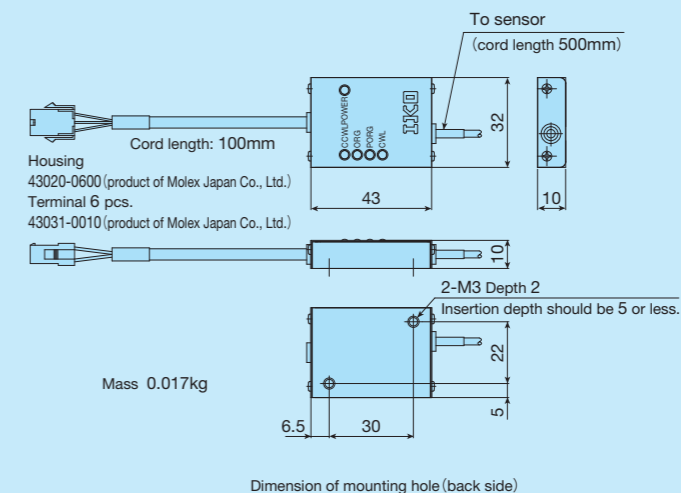 To sensor
(cord length 500mm)
CCWL POWER
ORG
PORG
CWL
IKO
32
Cord length: 100mm
Housing
43020-0600 (product of Molex Japan Co., Ltd.)
Terminal 6 pcs.
43031-0010 (product of Molex Japan Co., Ltd.)
43
10
10
2-M3 Depth 2
Insertion depth should be 5 or less.
22
Mass 0.017kg
5
6.5
30
Dimension of mounting hole (back side)